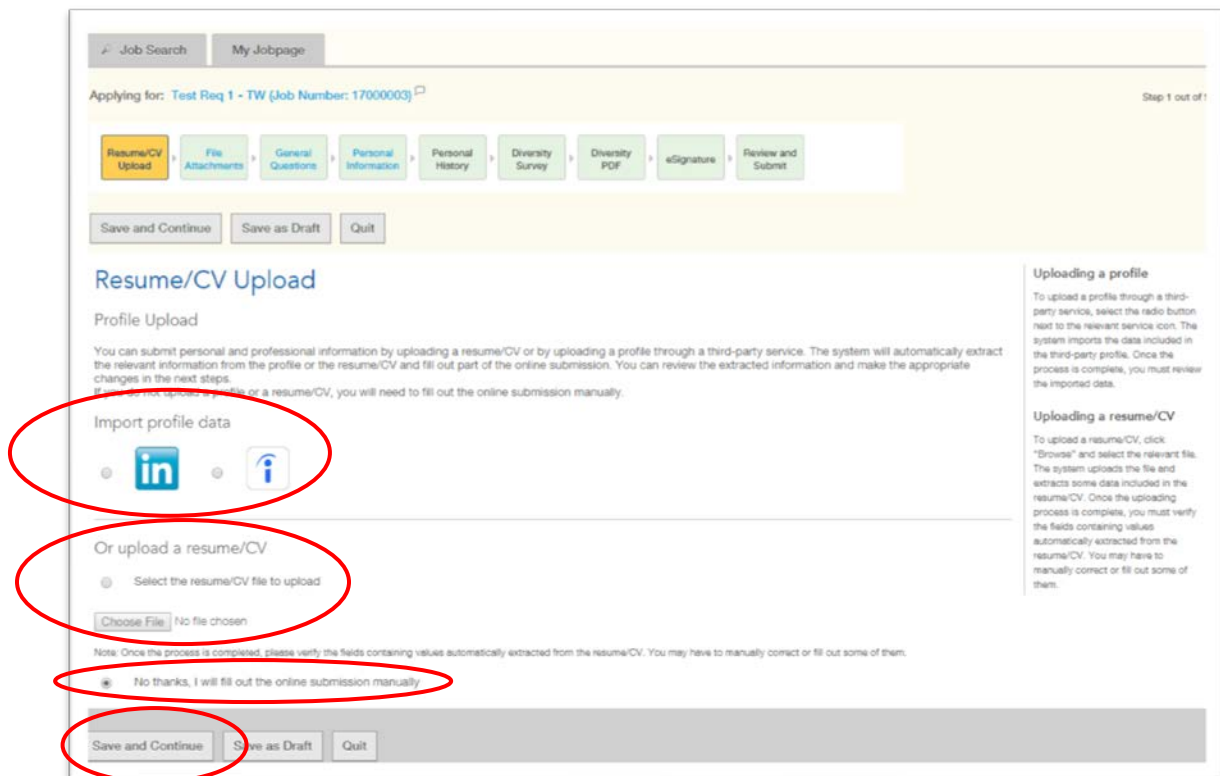 Job Search My Jobpage
Applying for: Test Req 1 - TW (Job Number: 17000003)
Step 1 out of
Resume/CV Upload File Attachments General Questions Personal Information Personal History Diversity Survey Diversity PDF eSignature Review and Submit
Save and Continue Save as Draft Quit
Resume/CV Upload
Profile Upload
You can submit personal and professional information by uploading a resume/CV or by uploading a profile through a third-party service. The system will automatically extract
the relevant information from the profile or the resume/CV and fill out part of the online submission. You can review the extracted information and make the appropriate
changes in the next steps.
If you do not upload a profile or a resume/CV, you will need to fill out the online submission manually.
Import profile data
in i
Or upload a resume/CV
Select the resume/CV file to upload
Choose File No file chosen
Note: Once the process is completed, please verify the fields containing values automatically extracted from the resume/CV. You may have to manually correct or fill out some of them.
No thanks, I will fill out the online submission manually
Save and Continue Save as Draft Quit
Uploading a profile
To upload a profile through a third-
party service, select the radio button
next to the relevant service icon. The
system imports the data included in
the third-party profile. Once the
process is complete, you must review
the imported data.
Uploading a resume/CV
To upload a resume/CV, click
"Browse" and select the relevant file.
The system uploads the file and
extracts some data included in the
resume/CV. Once the uploading
process is complete, you must verify
the fields containing values
automatically extracted from the
resume/CV. You may have to
manually correct or fill out some of
them.